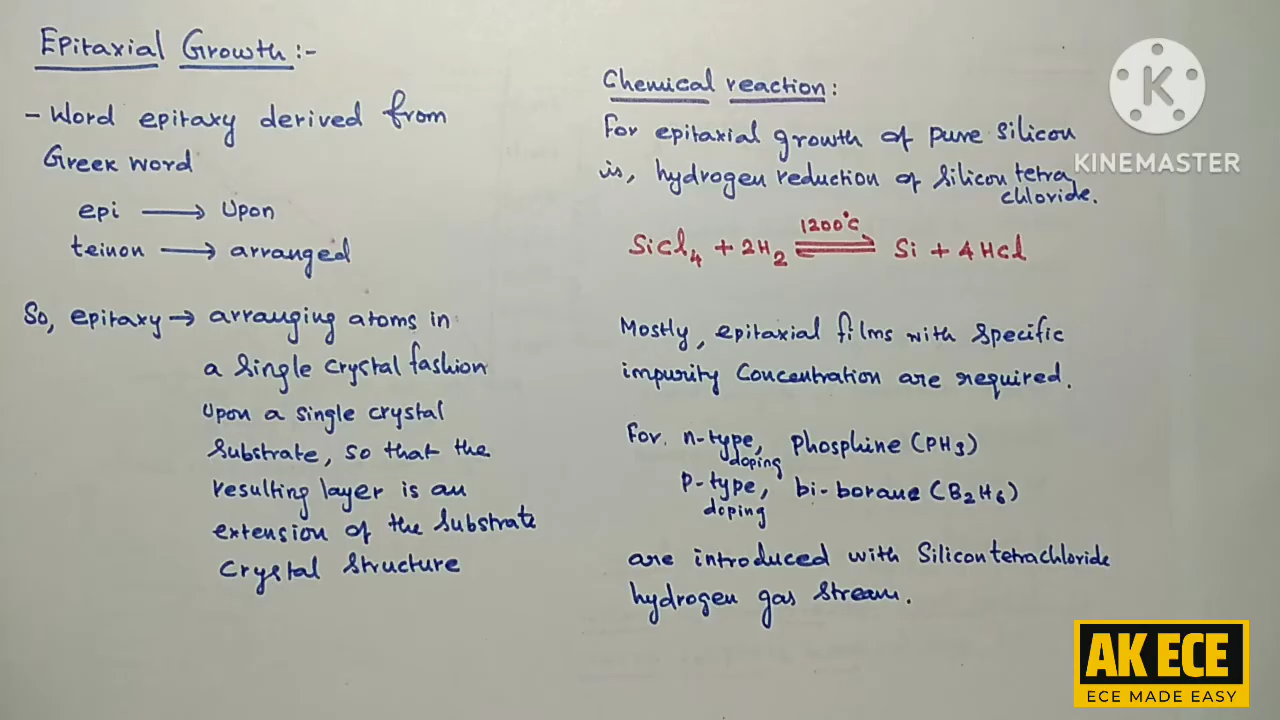 Epitaxial Growth :-
- Word epitaxy derived from
Greek word
epi → Upon
teinon → arranged
So, epitaxy → arranging atoms in
a single crystal fashion
Upon a single crystal
substrate, so that the
resulting layer is an
extension of the substrate
crystal structure
Chemical reaction :
For epitaxial growth of pure silicon
is, hydrogen reduction of silicon tetra
chloride.
1200°C
SiCl4 + 2H2 ⇌ Si + 4HCl
Mostly, epitaxial films with specific
impurity concentration are required.
For n-type, Phosphine (PH3)
doping
p-type, bi-borane (B2H6)
doping
are introduced with Silicon tetrachloride
hydrogen gas stream.
K
KINEMASTER
AK ECE
ECE MADE EASY